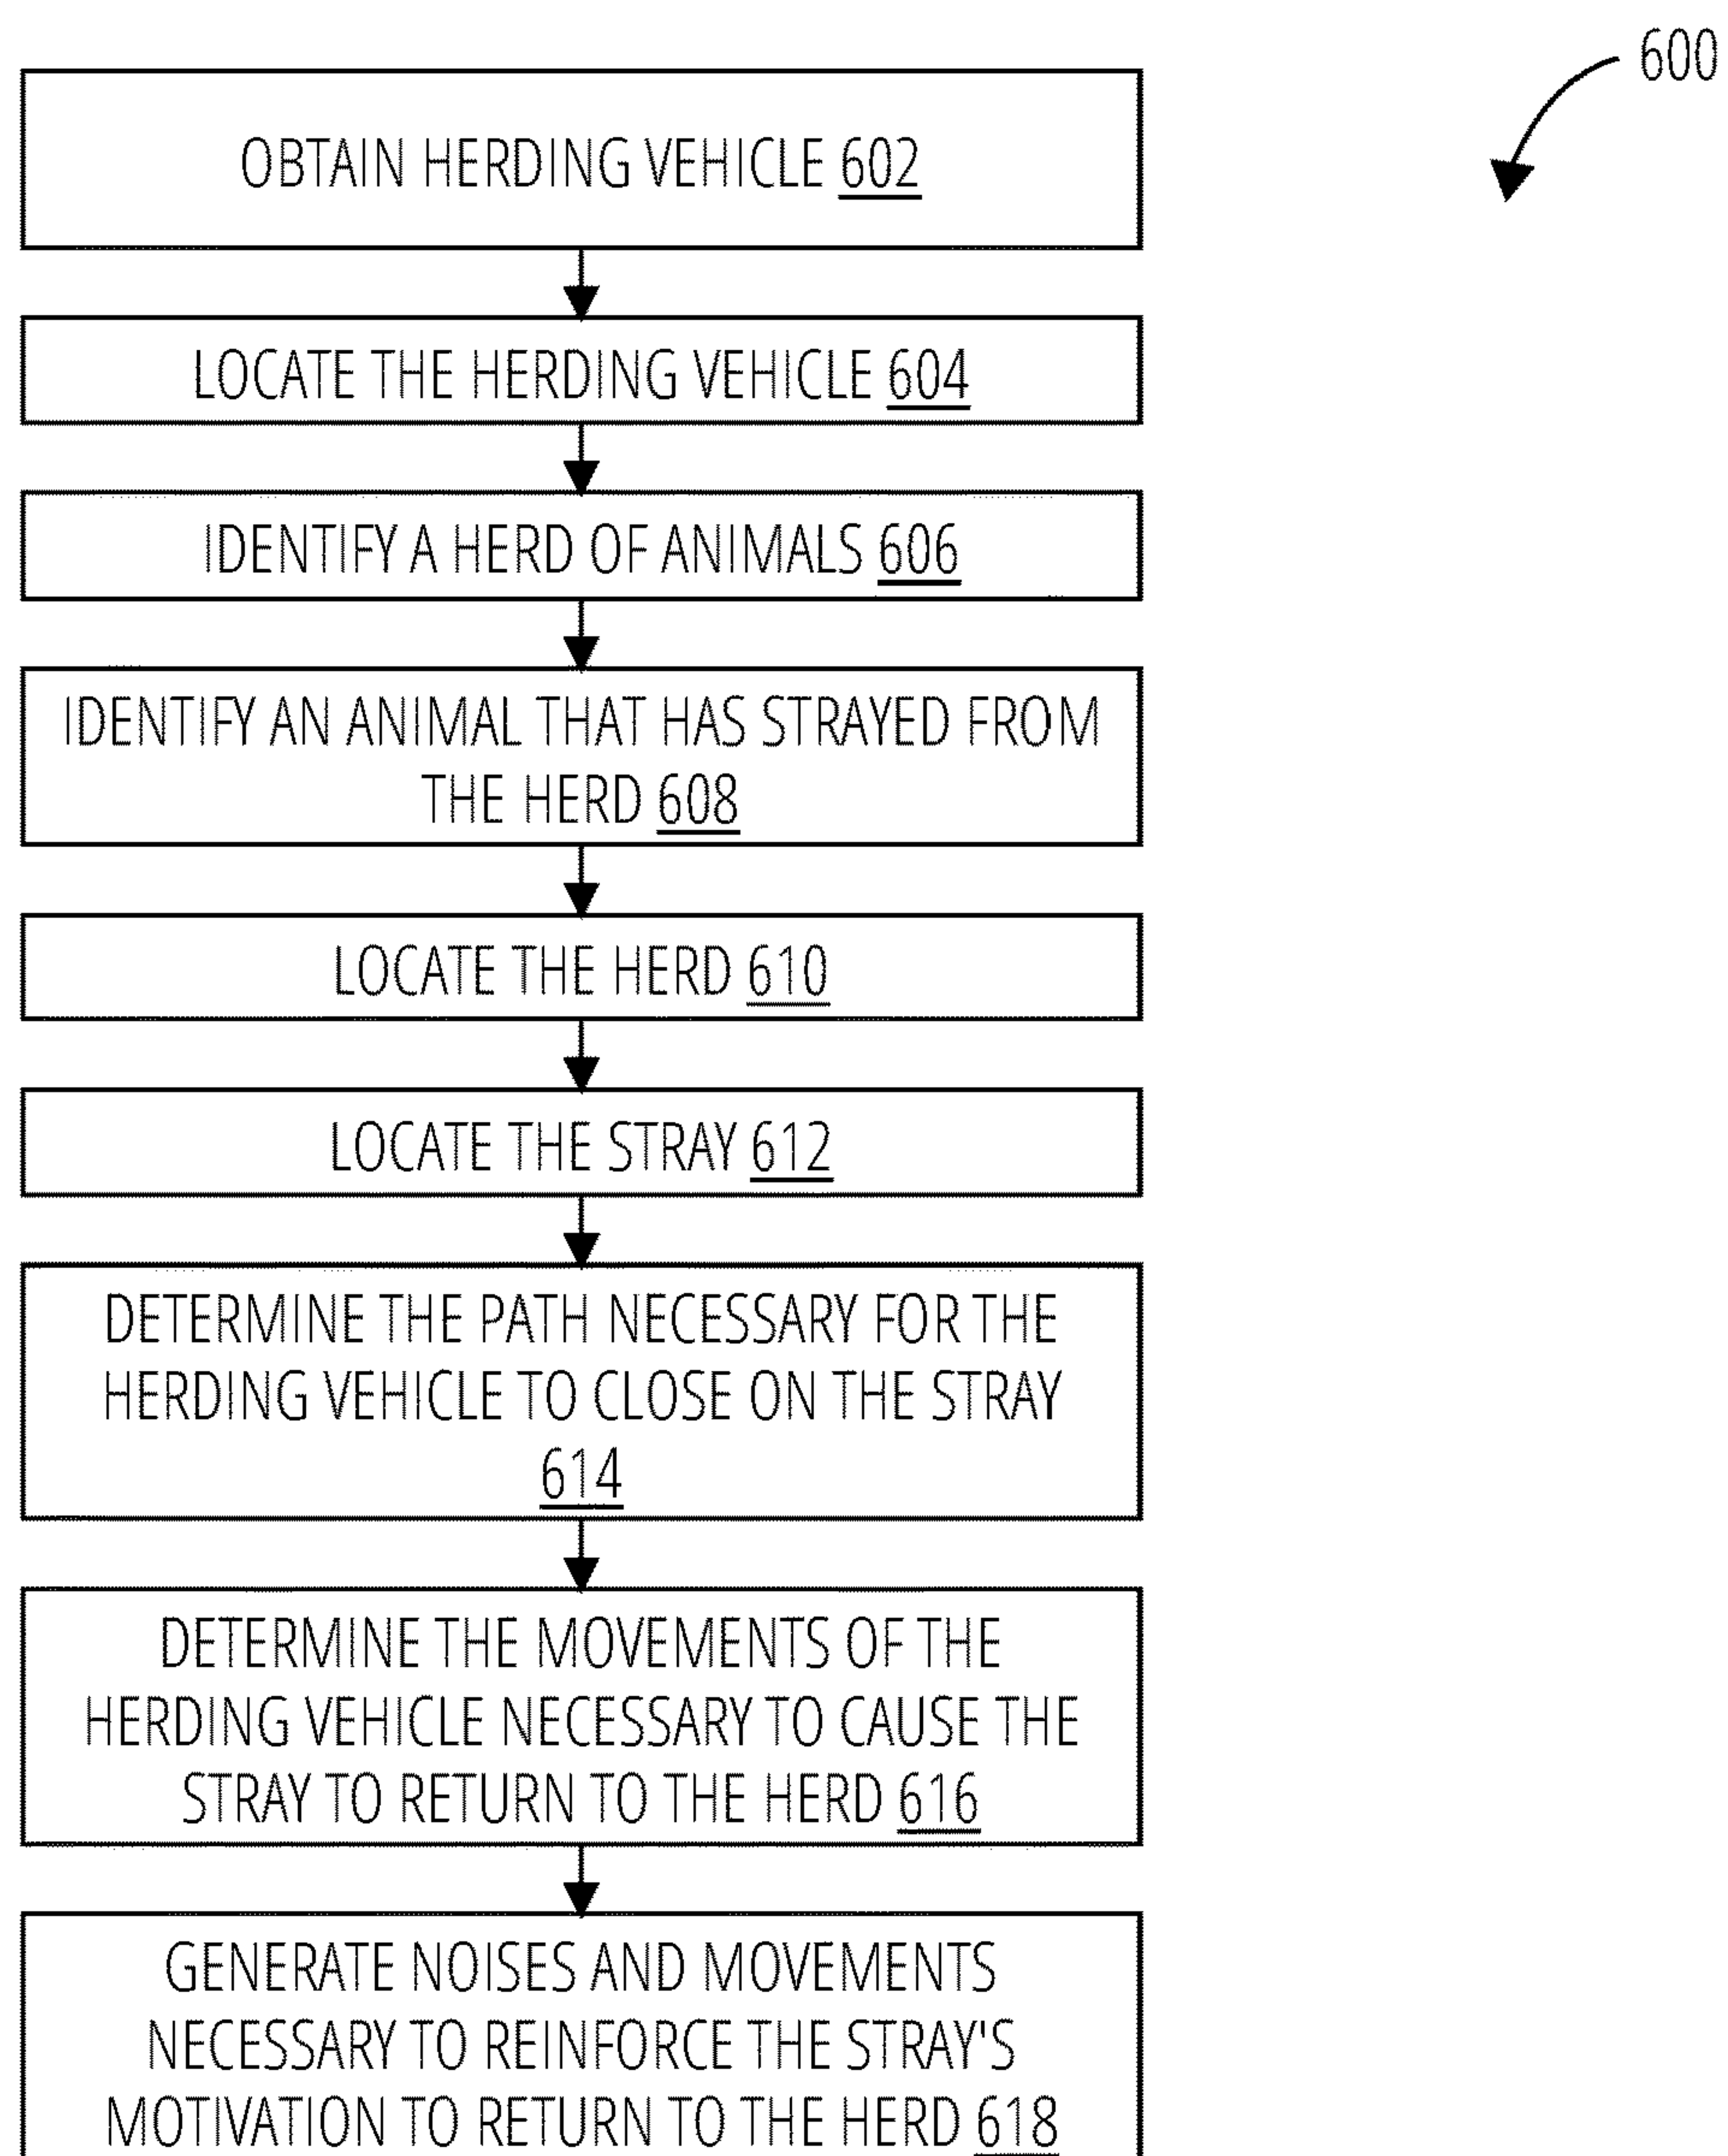 600
OBTAIN HERDING VEHICLE 602
LOCATE THE HERDING VEHICLE 604
IDENTIFY A HERD OF ANIMALS 606
IDENTIFY AN ANIMAL THAT HAS STRAYED FROM
THE HERD 608
LOCATE THE HERD 610
LOCATE THE STRAY 612
DETERMINE THE PATH NECESSARY FOR THE
HERDING VEHICLE TO CLOSE ON THE STRAY
614
DETERMINE THE MOVEMENTS OF THE
HERDING VEHICLE NECESSARY TO CAUSE THE
STRAY TO RETURN TO THE HERD 616
GENERATE NOISES AND MOVEMENTS
NECESSARY TO REINFORCE THE STRAY'S
MOTIVATION TO RETURN TO THE HERD 618